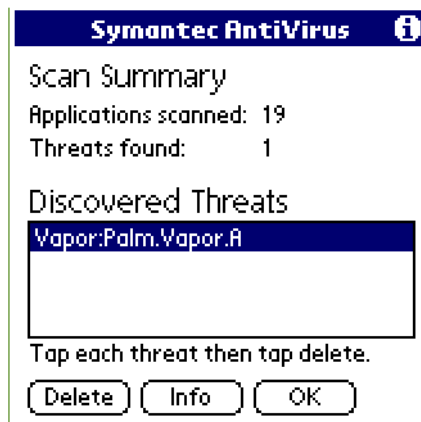 Symantec AntiVirus i
Scan Summary
Applications scanned: 19
Threats found: 1
Discovered Threats
Vapor:Palm.Vapor.A
Tap each threat then tap delete.
Delete Info OK